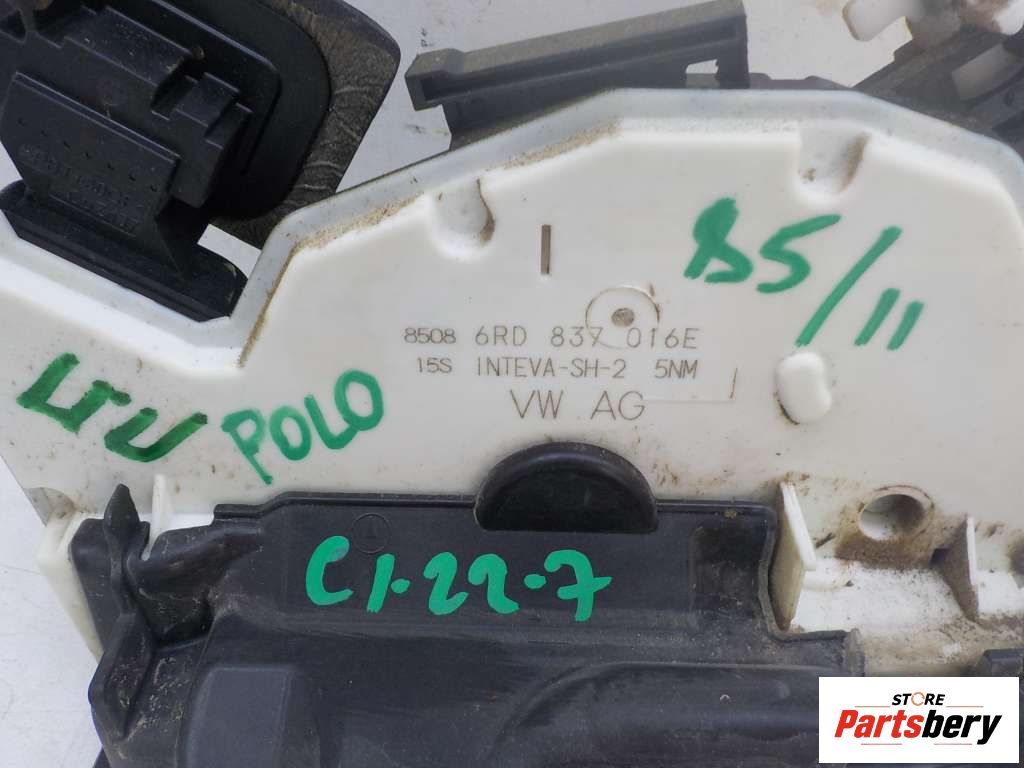 85/11
8508 6RD 837 016E
15S INTEVA-SH-2 5NM
VW AG
POLO
C1-22-7
STORE
Partsbery